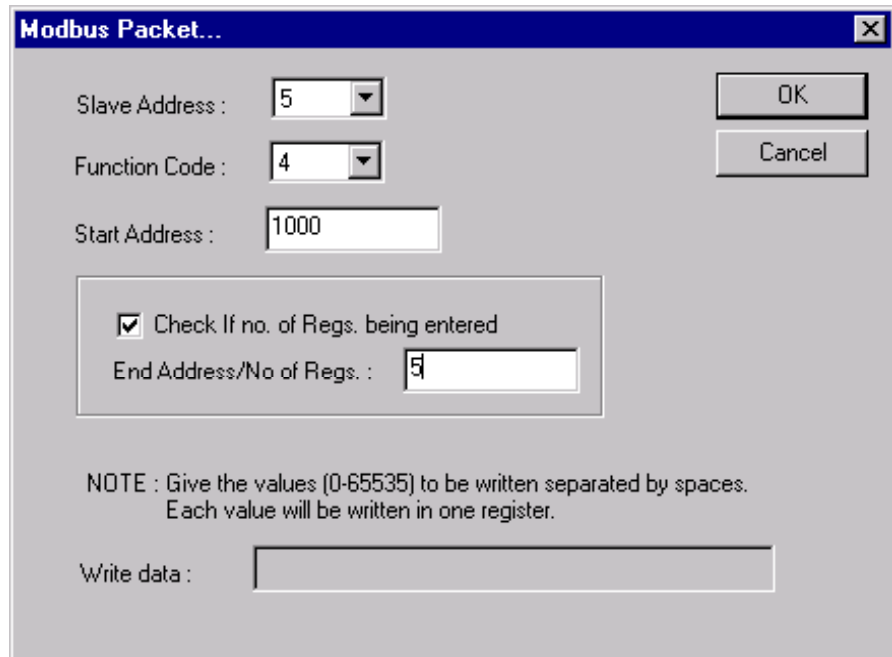 Modbus Packet...
Slave Address : 5
OK
Function Code : 4
Cancel
Start Address : 1000
Check If no. of Regs. being entered
End Address/No of Regs. : 5
NOTE : Give the values (0-65535) to be written separated by spaces.
Each value will be written in one register.
Write data :